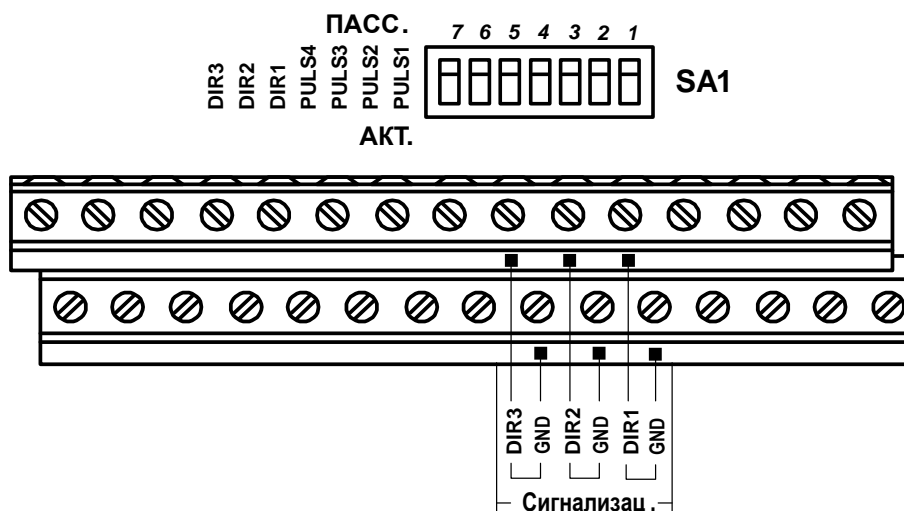 ПАСС.
7 6 5 4 3 2 1
DIR3
DIR2
DIR1
PULS4
PULS3
PULS2
PULS1
SA1
АКТ.
DIR3
GND
DIR2
GND
DIR1
GND
Сигнализац .